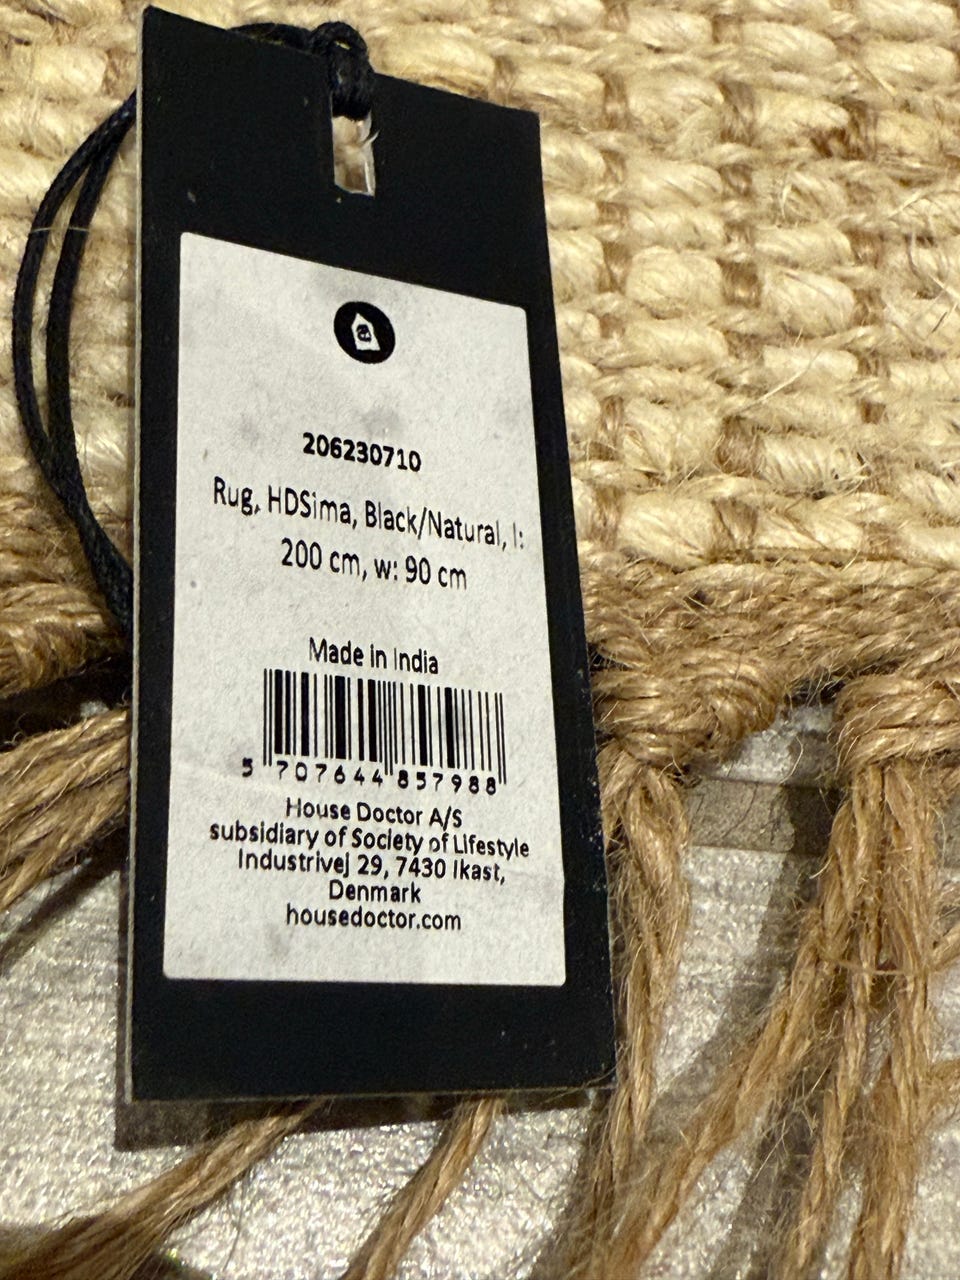 206230710
Rug, HDSima, Black/Natural, l:
200 cm, w: 90 cm
Made in India
5 707644 857988
House Doctor A/S
subsidiary of Society of Lifestyle
Industrivej 29, 7430 Ikast,
Denmark
housedoctor.com